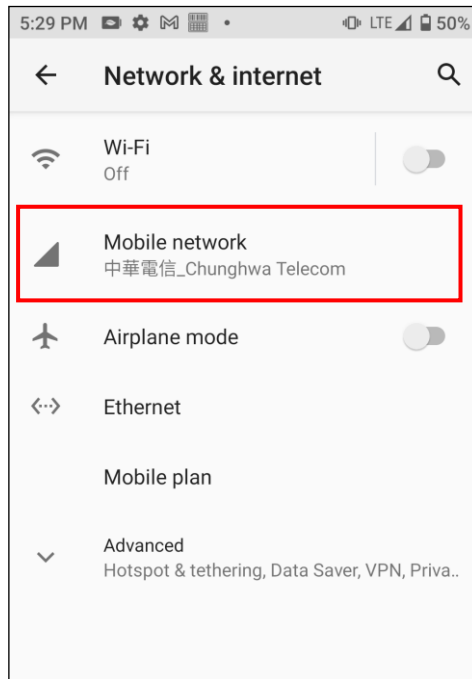 5:29 PM LTE 50%
Network & internet
Wi-Fi
Off
Mobile network
中華電信_Chunghwa Telecom
Airplane mode
Ethernet
Mobile plan
Advanced
Hotspot & tethering, Data Saver, VPN, Priva..